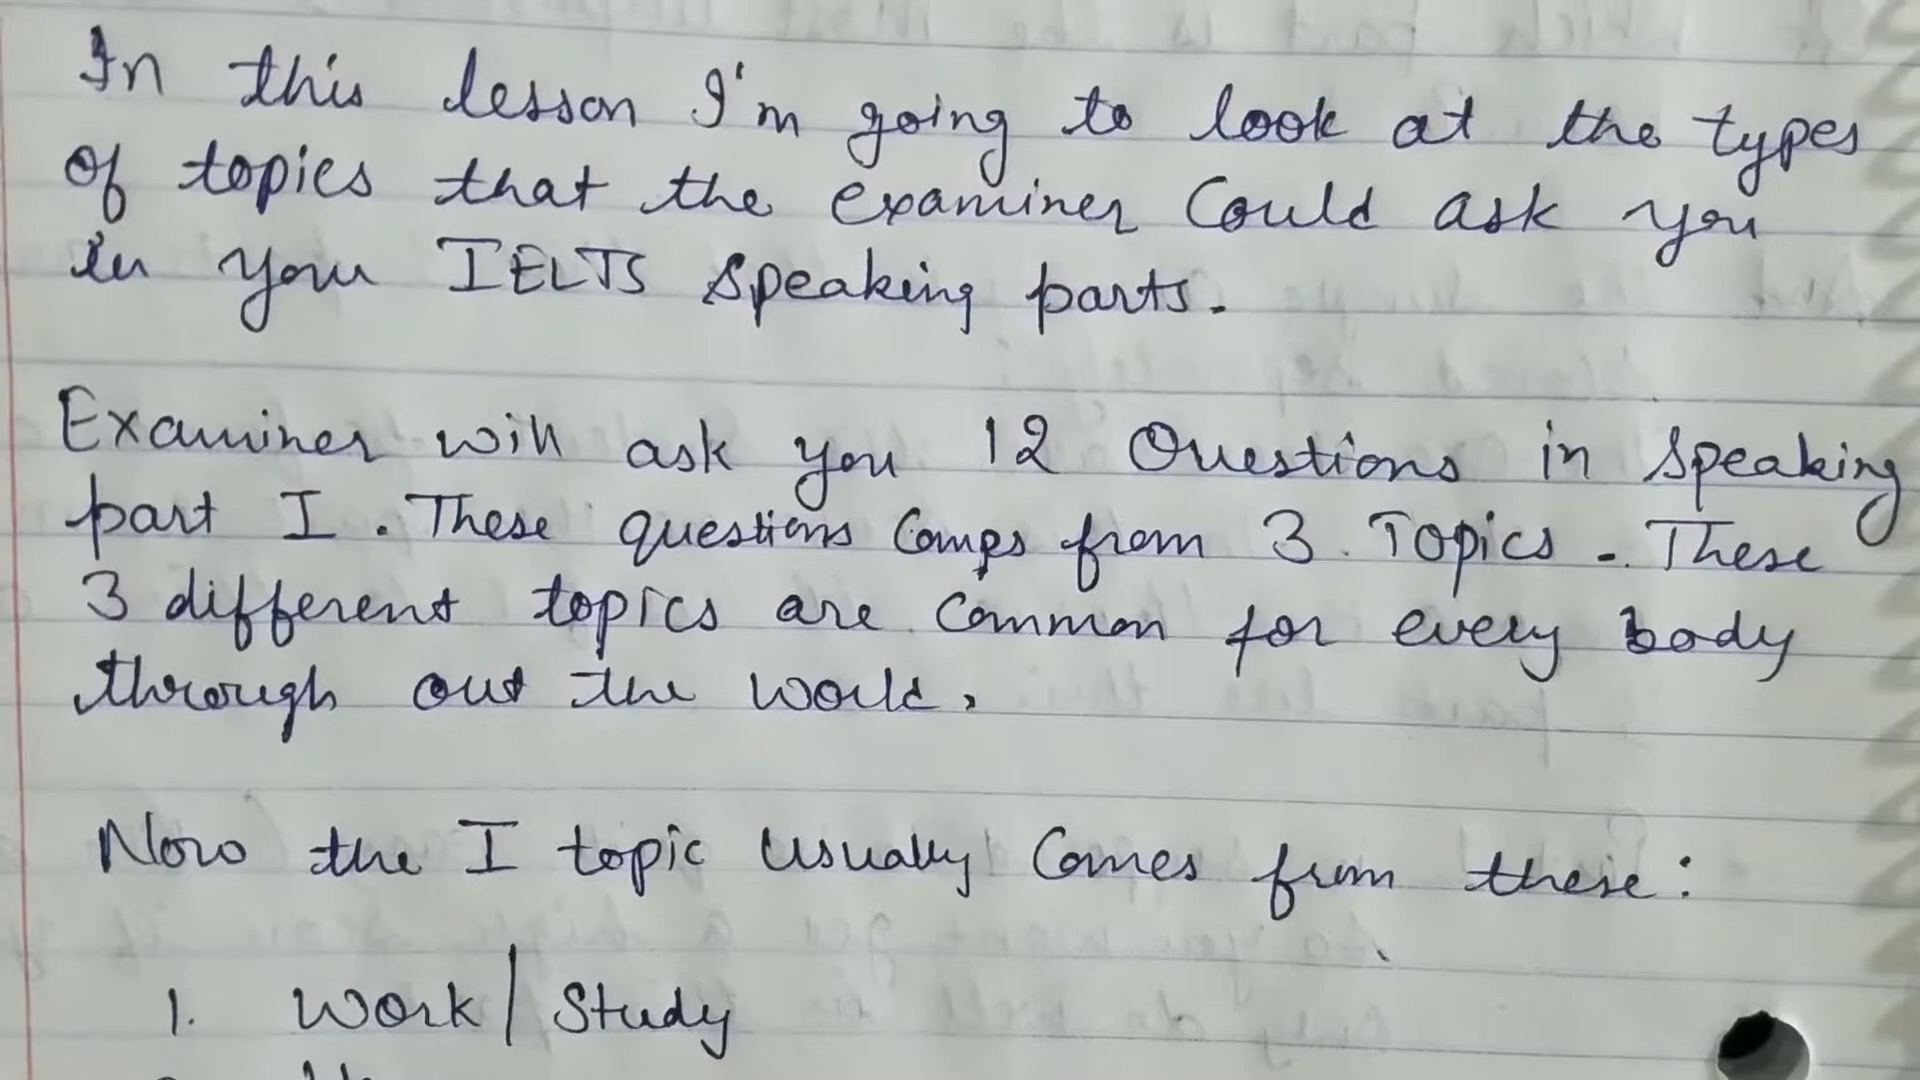 In this lesson I'm going to look at the types
of topics that the examiner Could ask you
in your IELTS Speaking parts.
Examiner will ask you 12 Questions in Speaking
part I. These questions Comes from 3 Topics. These
3 different topics are Common for every body
through out the world.
Now the I topic usually Comes from these:
1. Work/Study